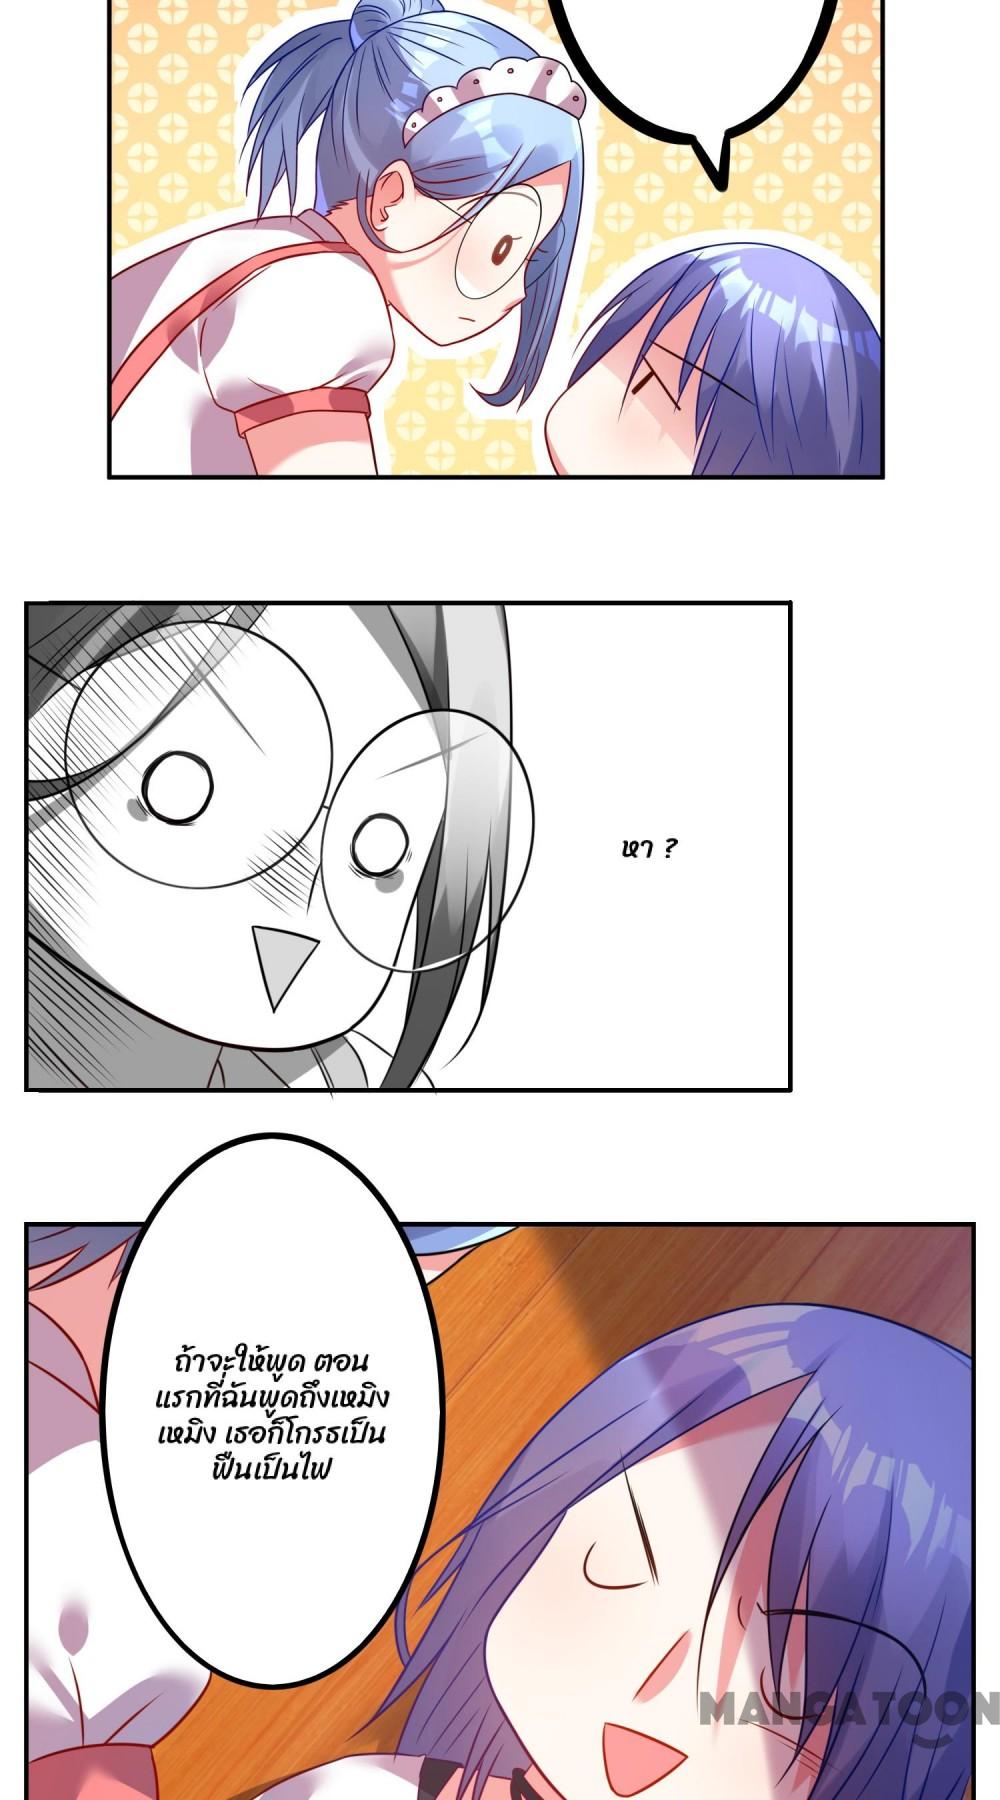 หา ?
ถ้าจะให้พูด ตอน
แรกที่ฉันพูดถึงเหมิง
เหมิง เธอก็โกรธเป็น
ฟืนเป็นไฟ
MANGATOON